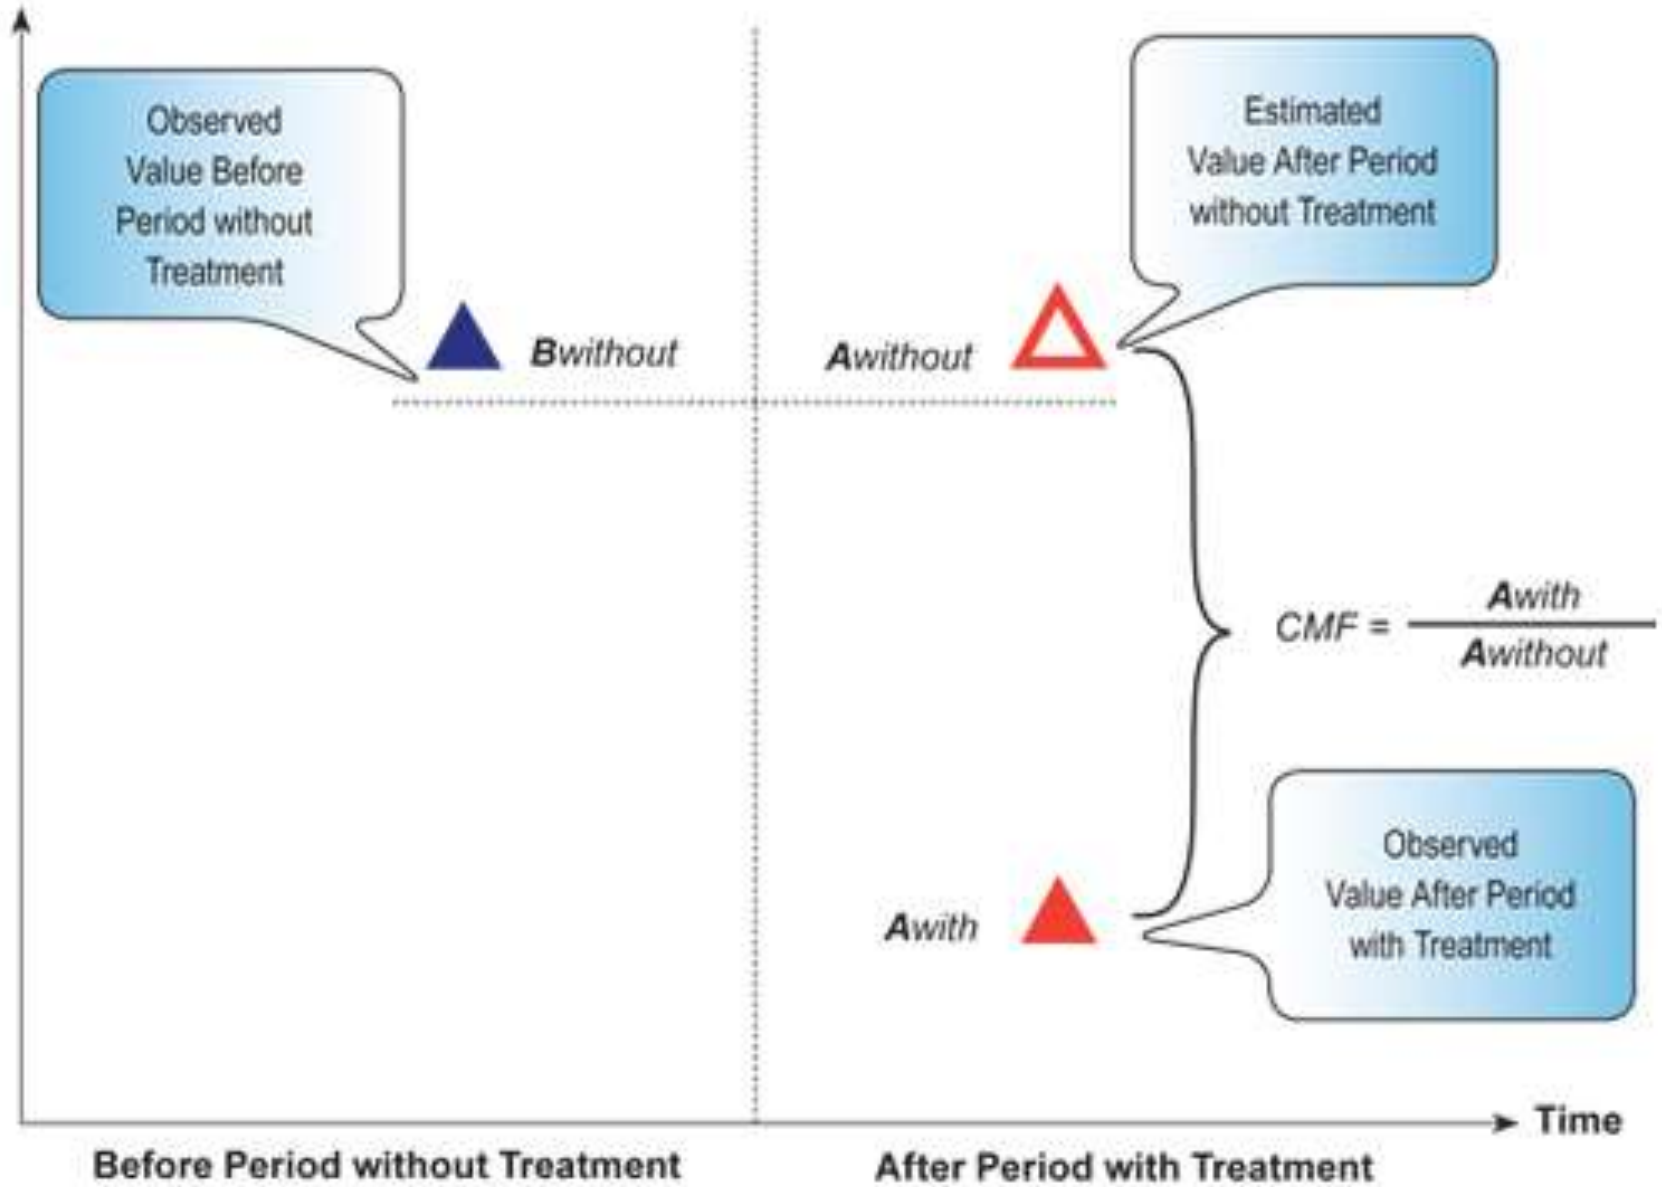 Observed
Value Before
Period without
Treatment
Estimated
Value After Period
without Treatment
Bwithout
Awithout
CMF = Awith
Awithout
Observed
Value After Period
with Treatment
Awith
Time
Before Period without Treatment
After Period with Treatment